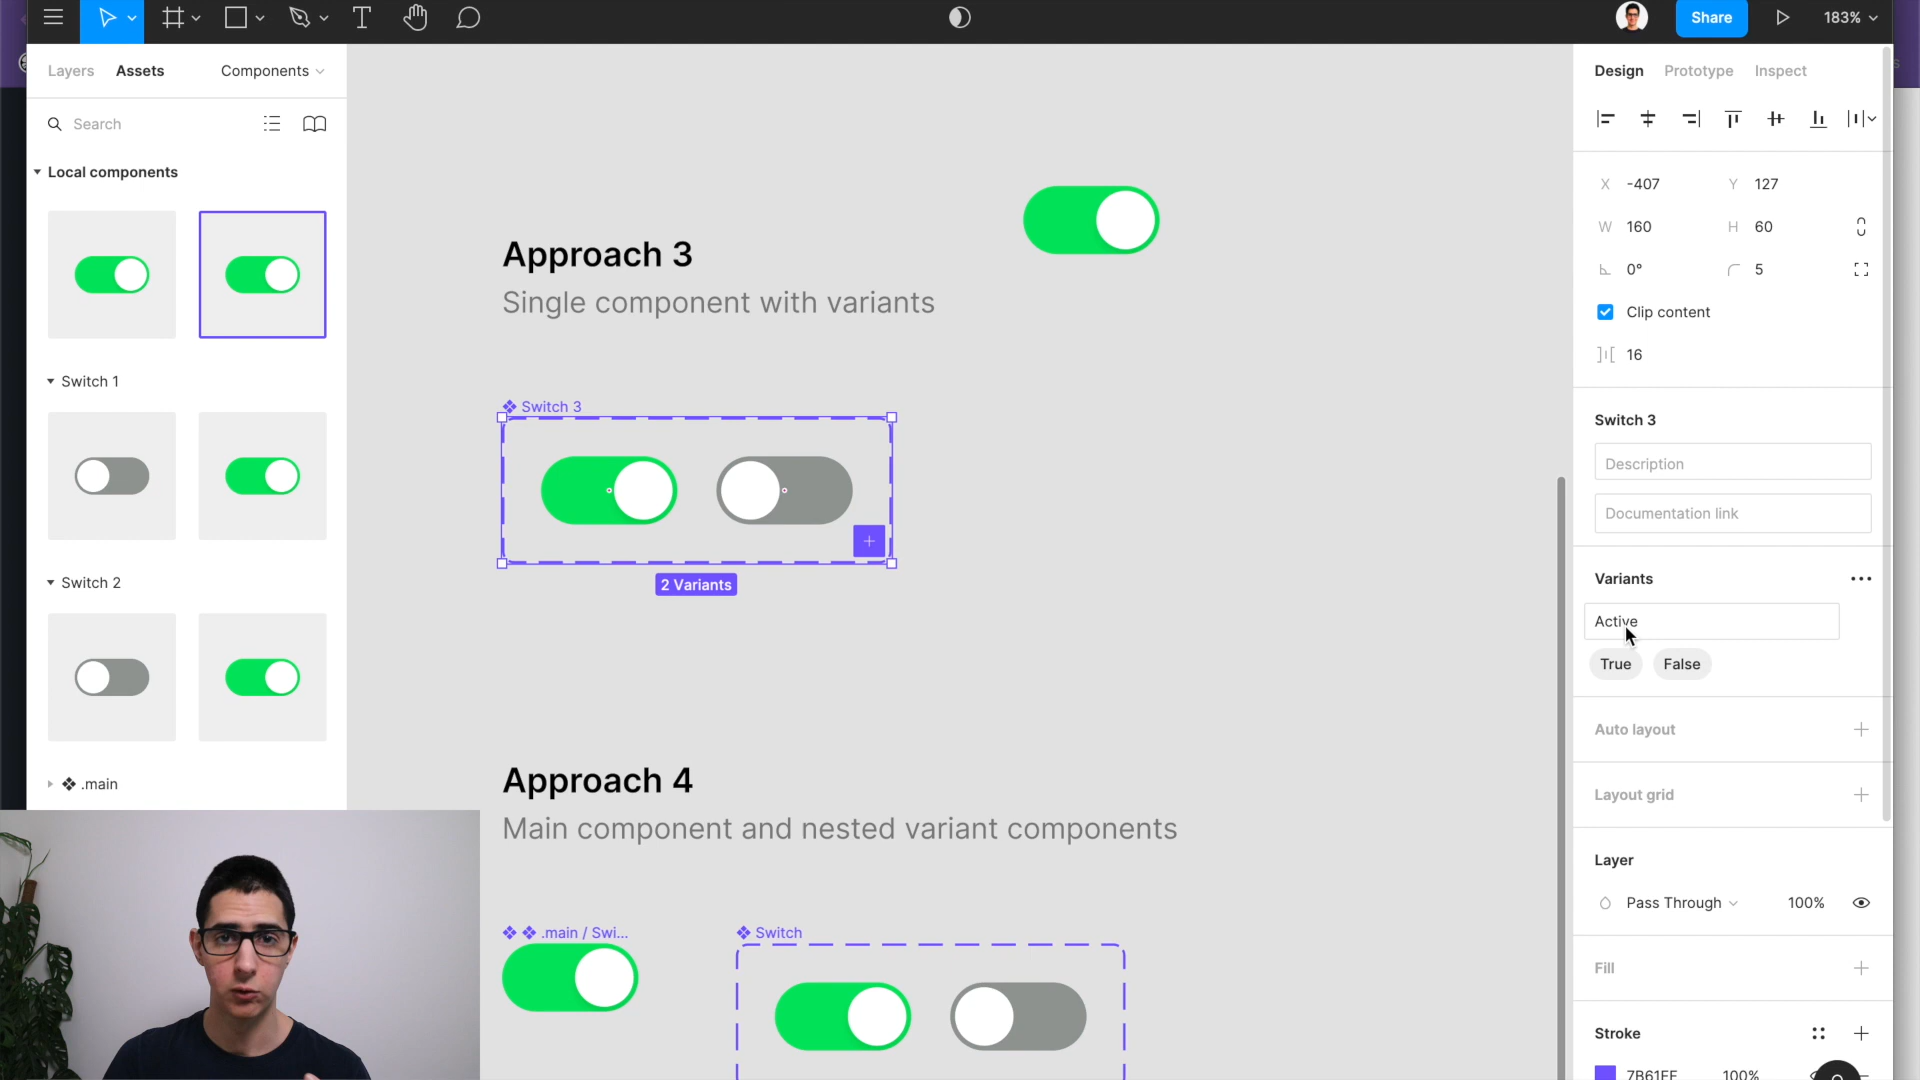 Share
183%
Layers
Assets
Components
Search
Local components
Switch 1
Switch 2
.main
Approach 3
Single component with variants
Switch 3
2 Variants
Approach 4
Main component and nested variant components
.main / Swi...
Switch
Design
Prototype
Inspect
X -407
Y 127
W 160
H 60
0°
5
Clip content
16
Switch 3
Description
Documentation link
Variants
Active
True
False
Auto layout
Layout grid
Layer
Pass Through
100%
Fill
Stroke
7B61FF
100%